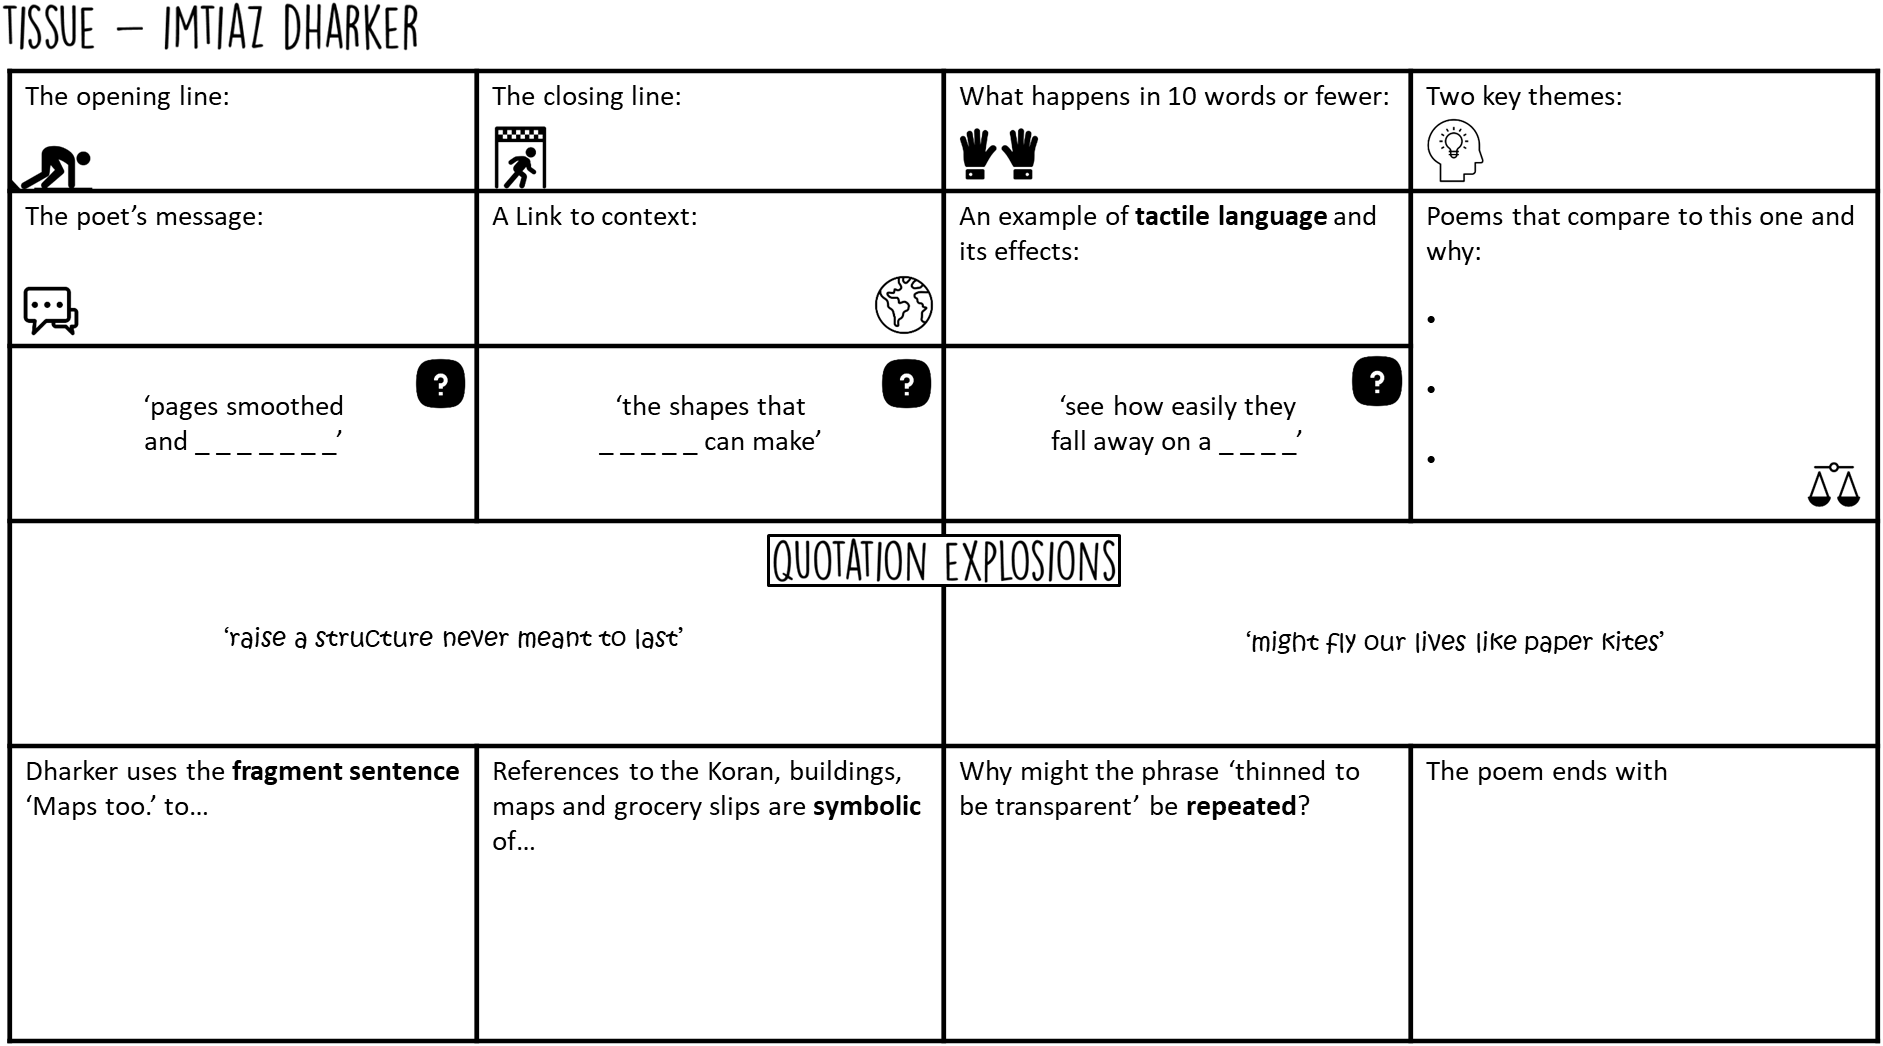 TISSUE – IMTIAZ DHARKER
The opening line:
The closing line:
What happens in 10 words or fewer:
Two key themes:
The poet’s message:
A Link to context:
An example of tactile language and
its effects:
Poems that compare to this one and
why:
•
•
•
?
‘pages smoothed
and _ _ _ _ _ _ _’
?
‘the shapes that
_ _ _ _ _ can make’
?
‘see how easily they
fall away on a _ _ _ _’
QUOTATION EXPLOSIONS
‘raise a structure never meant to last’
‘might fly our lives like paper kites’
Dharker uses the fragment sentence
‘Maps too.’ to…
References to the Koran, buildings,
maps and grocery slips are symbolic
of…
Why might the phrase ‘thinned to
be transparent’ be repeated?
The poem ends with